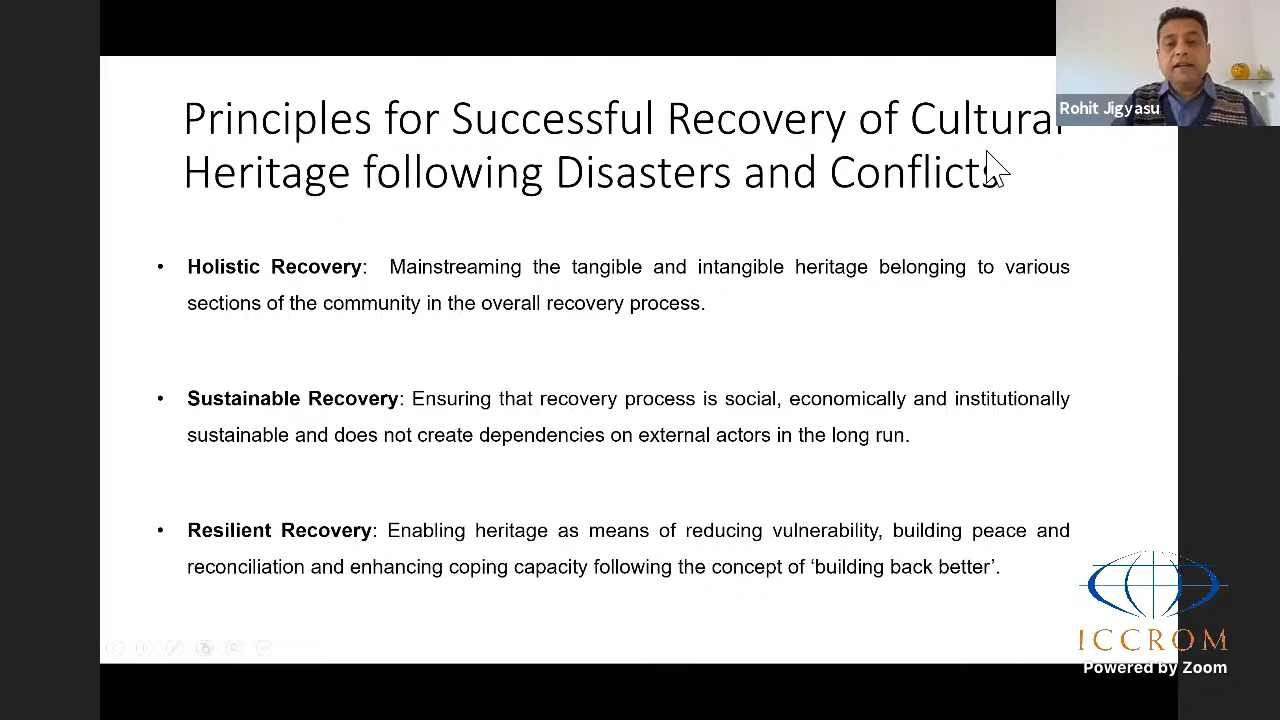 Principles for Successful Recovery of Cultural
Heritage following Disasters and Conflicts
Rohit Jigyasu
• Holistic Recovery: Mainstreaming the tangible and intangible heritage belonging to various
sections of the community in the overall recovery process.
• Sustainable Recovery: Ensuring that recovery process is social, economically and institutionally
sustainable and does not create dependencies on external actors in the long run.
• Resilient Recovery: Enabling heritage as means of reducing vulnerability, building peace and
reconciliation and enhancing coping capacity following the concept of ‘building back better’.
ICCROM
Powered by Zoom